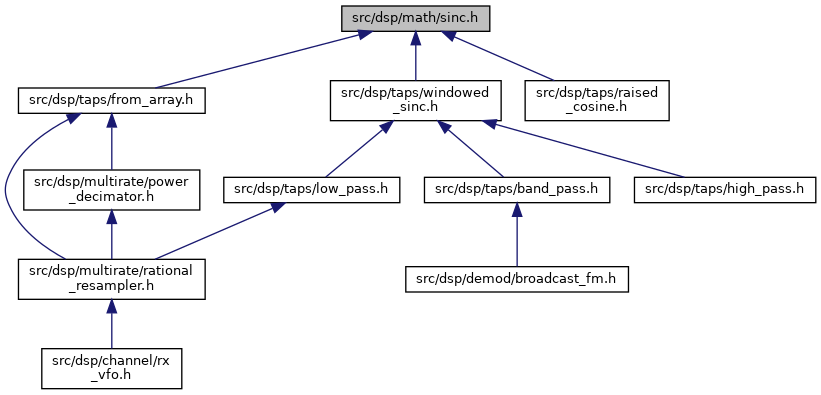 src/dsp/math/sinc.h
src/dsp/taps/from_array.h
src/dsp/taps/windowed
_sinc.h
src/dsp/taps/raised
_cosine.h
src/dsp/multirate/power
_decimator.h
src/dsp/taps/low_pass.h
src/dsp/taps/band_pass.h
src/dsp/taps/high_pass.h
src/dsp/multirate/rational
_resampler.h
src/dsp/demod/broadcast_fm.h
src/dsp/channel/rx
_vfo.h